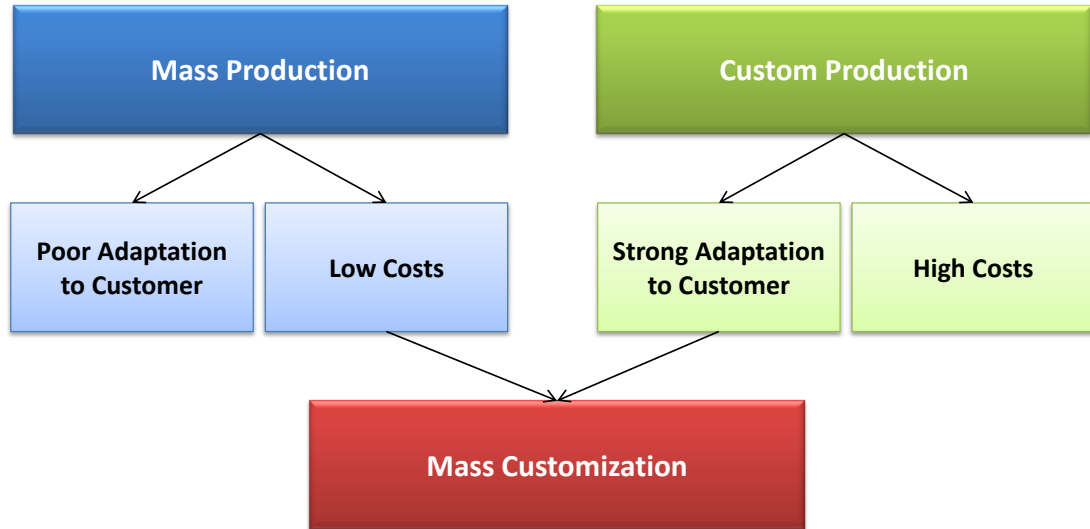 Mass Production
Custom Production
Poor Adaptation
to Customer
Low Costs
Strong Adaptation
to Customer
High Costs
Mass Customization